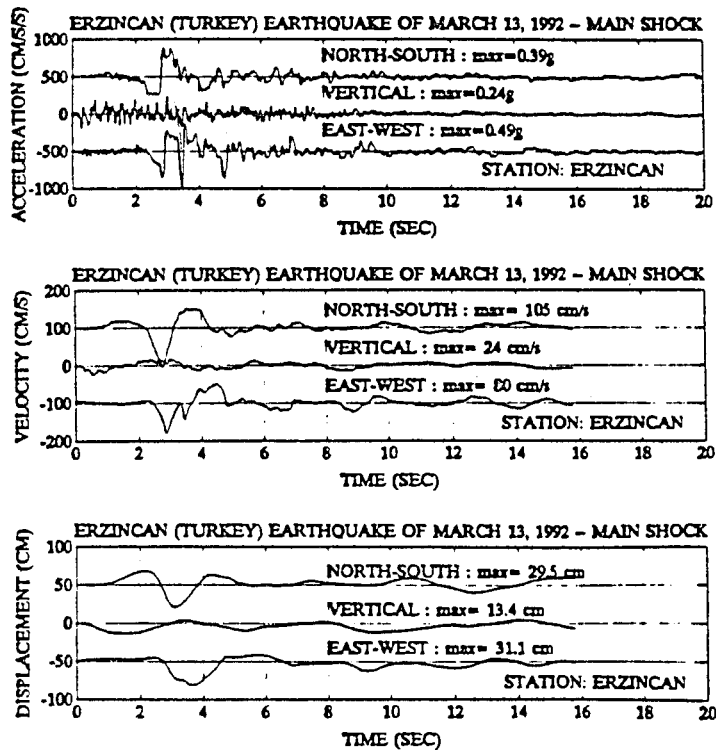 ERZINCAN (TURKEY) EARTHQUAKE OF MARCH 13, 1992 – MAIN SHOCK
ACCELERATION (CM/S/S)
1000
500
0
-500
-1000
NORTH-SOUTH : max=0.39g
VERTICAL : max=0.24g
EAST-WEST : max=0.49g
STATION: ERZINCAN
0 2 4 6 8 10 12 14 16 18 20
TIME (SEC)
ERZINCAN (TURKEY) EARTHQUAKE OF MARCH 13, 1992 – MAIN SHOCK
VELOCITY (CM/S)
200
100
0
-100
-200
NORTH-SOUTH : max= 105 cm/s
VERTICAL : max= 24 cm/s
EAST-WEST : max= 80 cm/s
STATION: ERZINCAN
0 2 4 6 8 10 12 14 16 18 20
TIME (SEC)
ERZINCAN (TURKEY) EARTHQUAKE OF MARCH 13, 1992 – MAIN SHOCK
DISPLACEMENT (CM)
100
50
0
-50
-100
NORTH-SOUTH : max= 29.5 cm
VERTICAL : max= 13.4 cm
EAST-WEST : max= 31.1 cm
STATION: ERZINCAN
0 2 4 6 8 10 12 14 16 18 20
TIME (SEC)